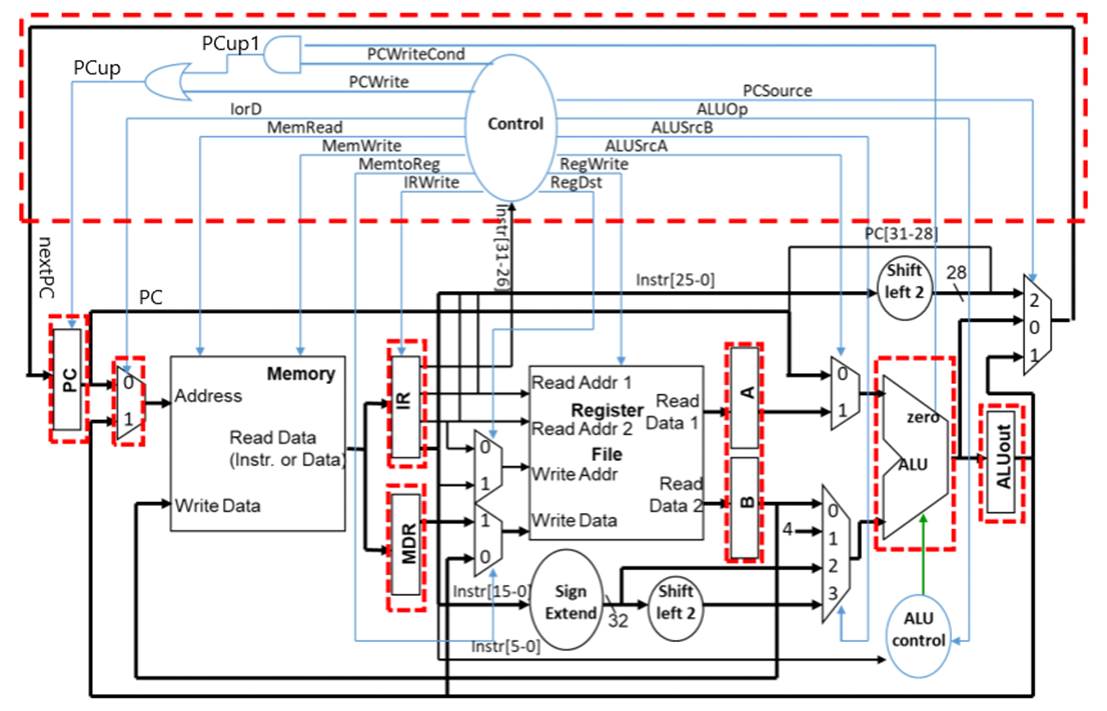 PCup1
PCWriteCond
PCup
PCWrite
PCSource
IorD
ALUOp
Control
MemRead
ALUSrcB
MemWrite
ALUSrcA
MemtoReg
RegWrite
IRWrite
RegDst
Instr[31-26]
nextPC
PC[31-28]
Shift
left 2
28
Instr[25-0]
PC
2
0
1
PC
0
1
Memory
Address
Read Data
(Instr. or Data)
Write Data
IR
MDR
0
1
1
0
Read Addr 1
Register
Read Addr 2
File
Write Addr
Write Data
Read
Data 1
Read
Data 2
A
B
0
1
zero
ALU
ALUout
0
4
1
2
3
Instr[15-0]
Sign
Extend
32
Shift
left 2
ALU
control
Instr[5-0]